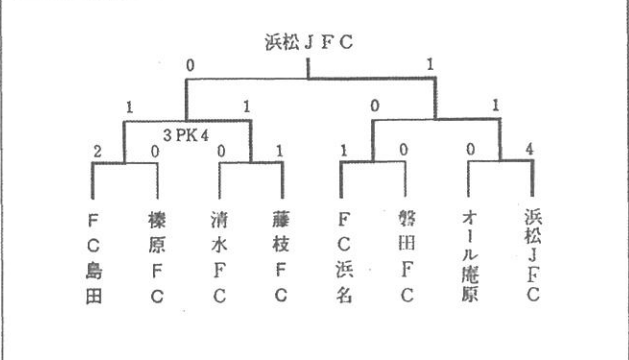 浜松JFC
0 1
1 1 0 1
3 PK 4
2 0 0 1 1 0 0 4
FC島田
榛原FC
清水FC
藤枝FC
FC浜名
磐田FC
オール庵原
浜松JFC